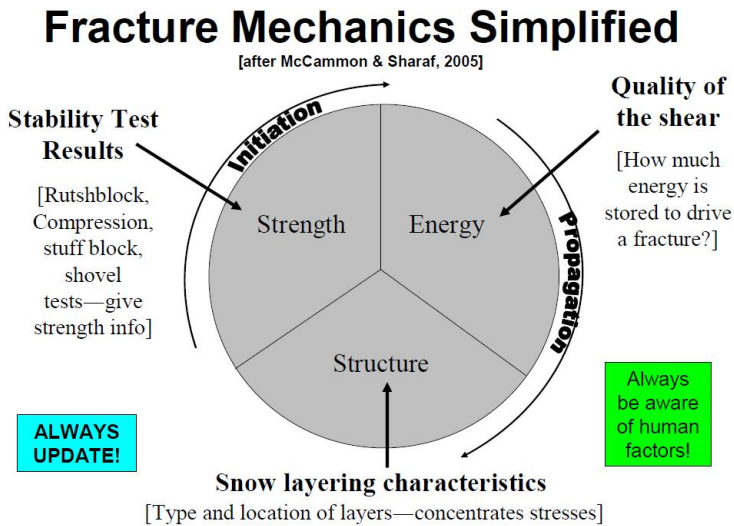 Fracture Mechanics Simplified
[after McCammon & Sharaf, 2005]
Stability Test
Results
[Rutshblock,
Compression,
stuff block,
shovel
tests—give
strength info]
Initiation
Strength
Energy
Structure
Propagation
Quality of
the shear
[How much
energy is
stored to drive
a fracture?]
ALWAYS
UPDATE!
Always
be aware
of human
factors!
Snow layering characteristics
[Type and location of layers—concentrates stresses]